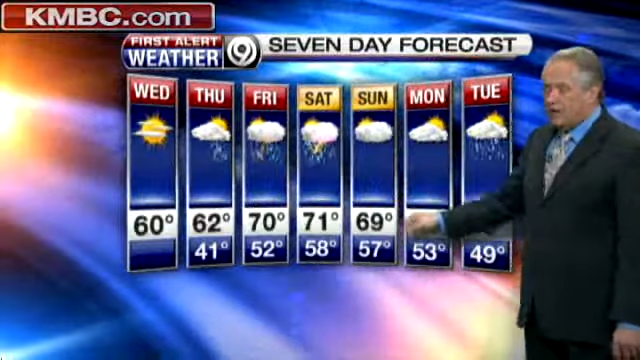 KMBC.com
FIRST ALERT
WEATHER 9
SEVEN DAY FORECAST
WED THU FRI SAT SUN MON TUE
60° 62° 70° 71° 69°
41° 52° 58° 57° 53° 49°